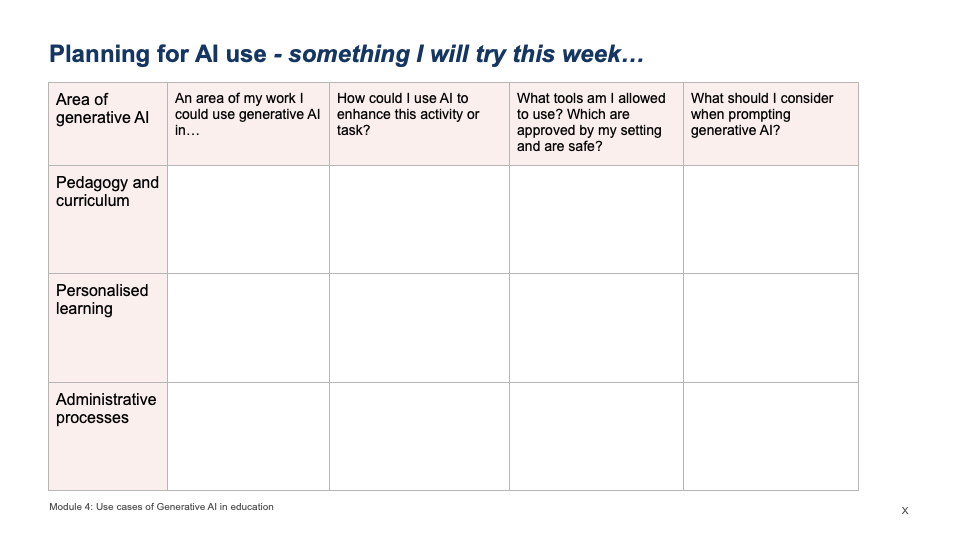 Planning for AI use - something I will try this week…
Area of
generative AI
An area of my work I
could use generative AI
in…
How could I use AI to
enhance this activity or
task?
What tools am I allowed
to use? Which are
approved by my setting
and are safe?
What should I consider
when prompting
generative AI?
Pedagogy and
curriculum
Personalised
learning
Administrative
processes
Module 4: Use cases of Generative AI in education
X